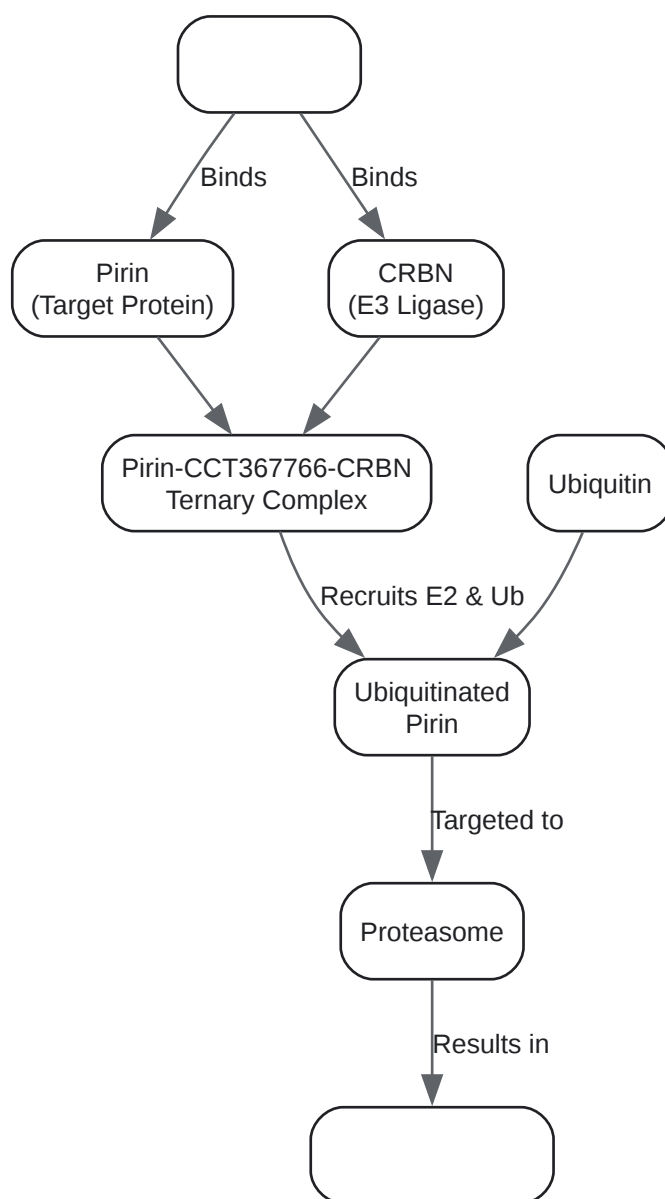 Binds
Binds
Pirin
(Target Protein)
CRBN
(E3 Ligase)
Pirin-CCT367766-CRBN
Ternary Complex
Ubiquitin
Recruits E2 & Ub
Ubiquitinated
Pirin
Targeted to
Proteasome
Results in